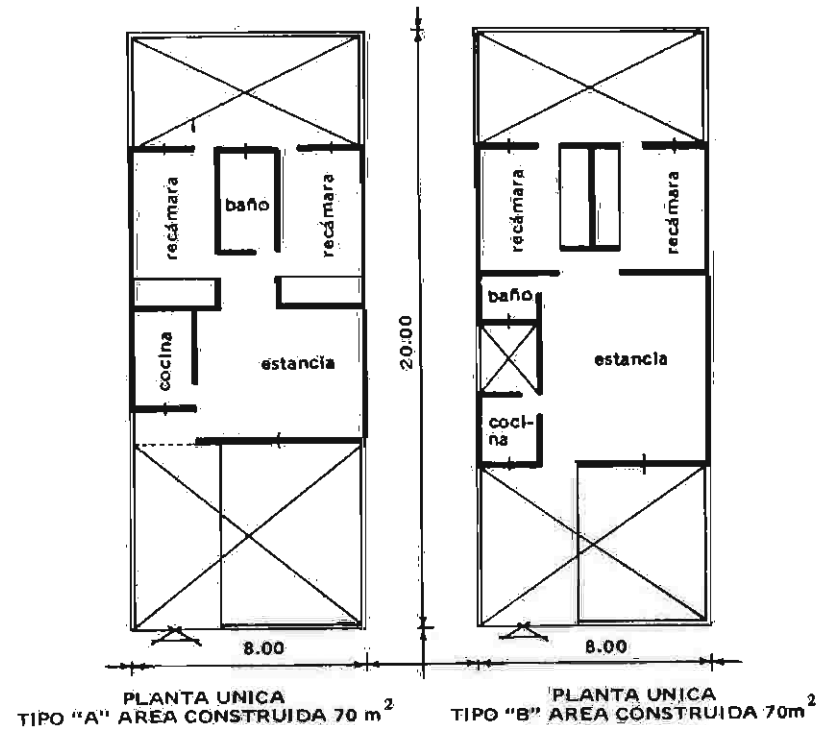 recámara
baño
recámara
cocina
estancia
20.00
recámara
recámara
baño
estancia
coci-
na
8.00
8.00
PLANTA UNICA
TIPO "A" AREA CONSTRUIDA 70 m²
PLANTA UNICA
TIPO "B" AREA CONSTRUIDA 70m²